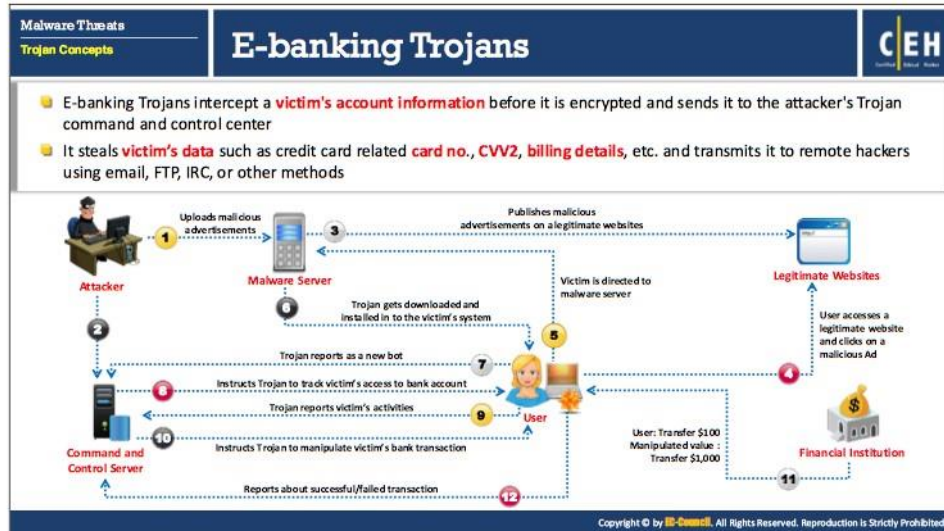 Malware Threats
Trojan Concepts
E-banking Trojans
C|EH
Certified Ethical Hacker
E-banking Trojans intercept a victim's account information before it is encrypted and sends it to the attacker's Trojan
command and control center
It steals victim's data such as credit card related card no., CVV2, billing details, etc. and transmits it to remote hackers
using email, FTP, IRC, or other methods
Attacker
1
Uploads malicious
advertisements
Malware Server
3
Publishes malicious
advertisements on a legitimate websites
Legitimate Websites
2
6
Trojan gets downloaded and
installed in to the victim's system
5
Victim is directed to
malware server
User accesses a
legitimate website
and clicks on a
malicious Ad
4
Trojan reports as a new bot
7
8
Instructs Trojan to track victim's access to bank account
Trojan reports victim's activities
9
10
Instructs Trojan to manipulate victim's bank transaction
User
Command and
Control Server
User: Transfer $100
Manipulated value :
Transfer $1,000
11
$
Financial Institution
Reports about successful/failed transaction
12
Copyright © by EC-Council. All Rights Reserved. Reproduction is Strictly Prohibited